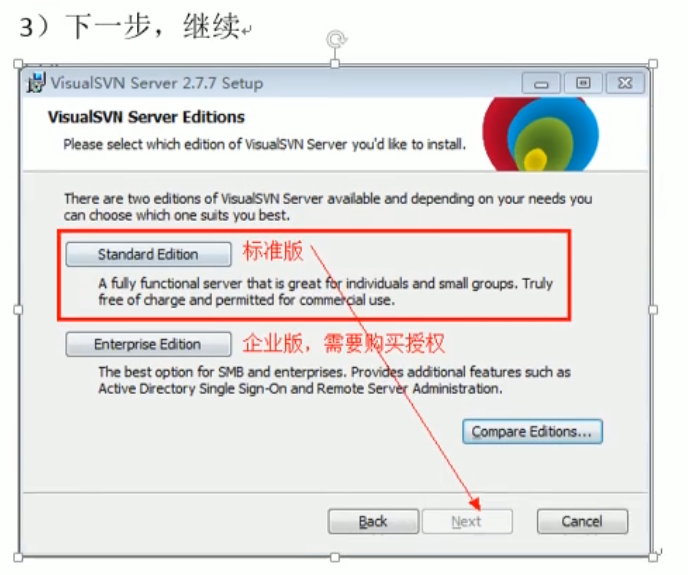 3）下一步，继续
VisualSVN Server 2.7.7 Setup
VisualSVN Server Editions
Please select which edition of VisualSVN Server you'd like to install.
There are two editions of VisualSVN Server available and depending on your needs you
can choose which one suits you best.
Standard Edition 标准版
A fully functional server that is great for individuals and small groups. Truly
free of charge and permitted for commercial use.
Enterprise Edition 企业版，需要购买授权
The best option for SMB and enterprises. Provides additional features such as
Active Directory Single Sign-On and Remote Server Administration.
Compare Editions...
Back Next Cancel